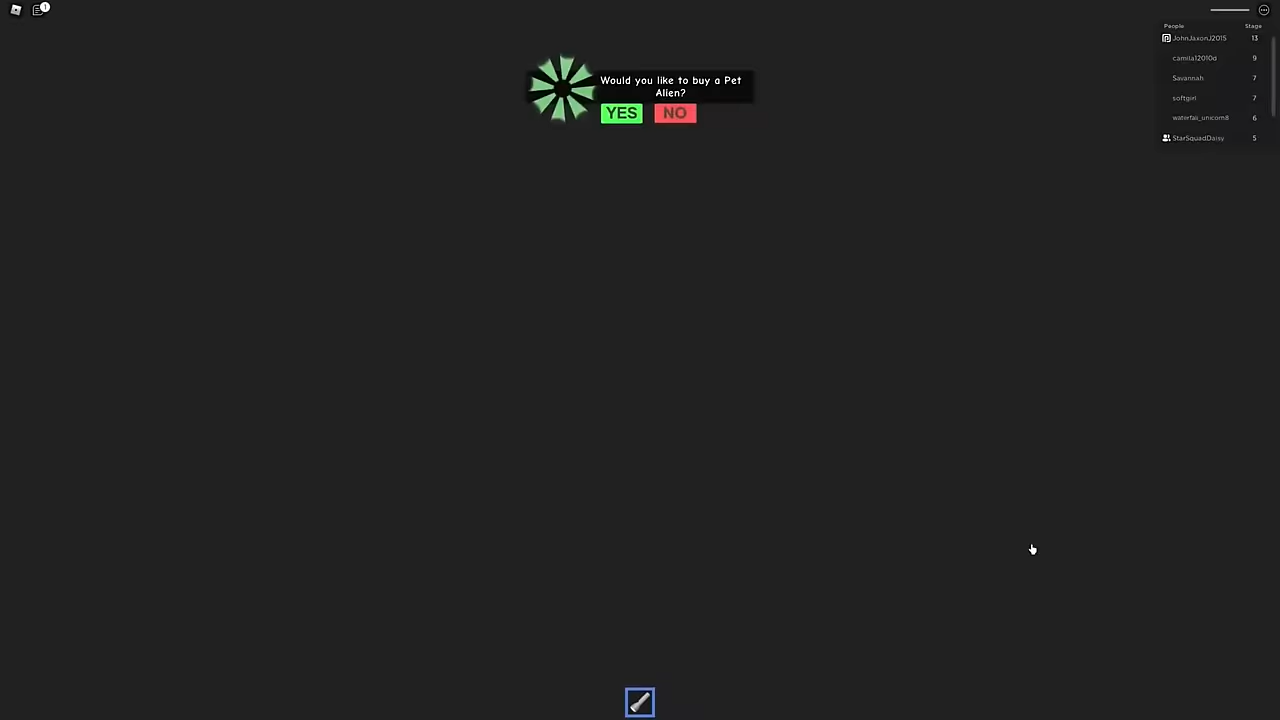 1
People Stage
JohnJaxonJ2015 13
camila12010d 9
Savannah 7
softgirl 7
waterfall_unicorn8 6
StarSquadDaisy 5
Would you like to buy a Pet
Alien?
YES NO